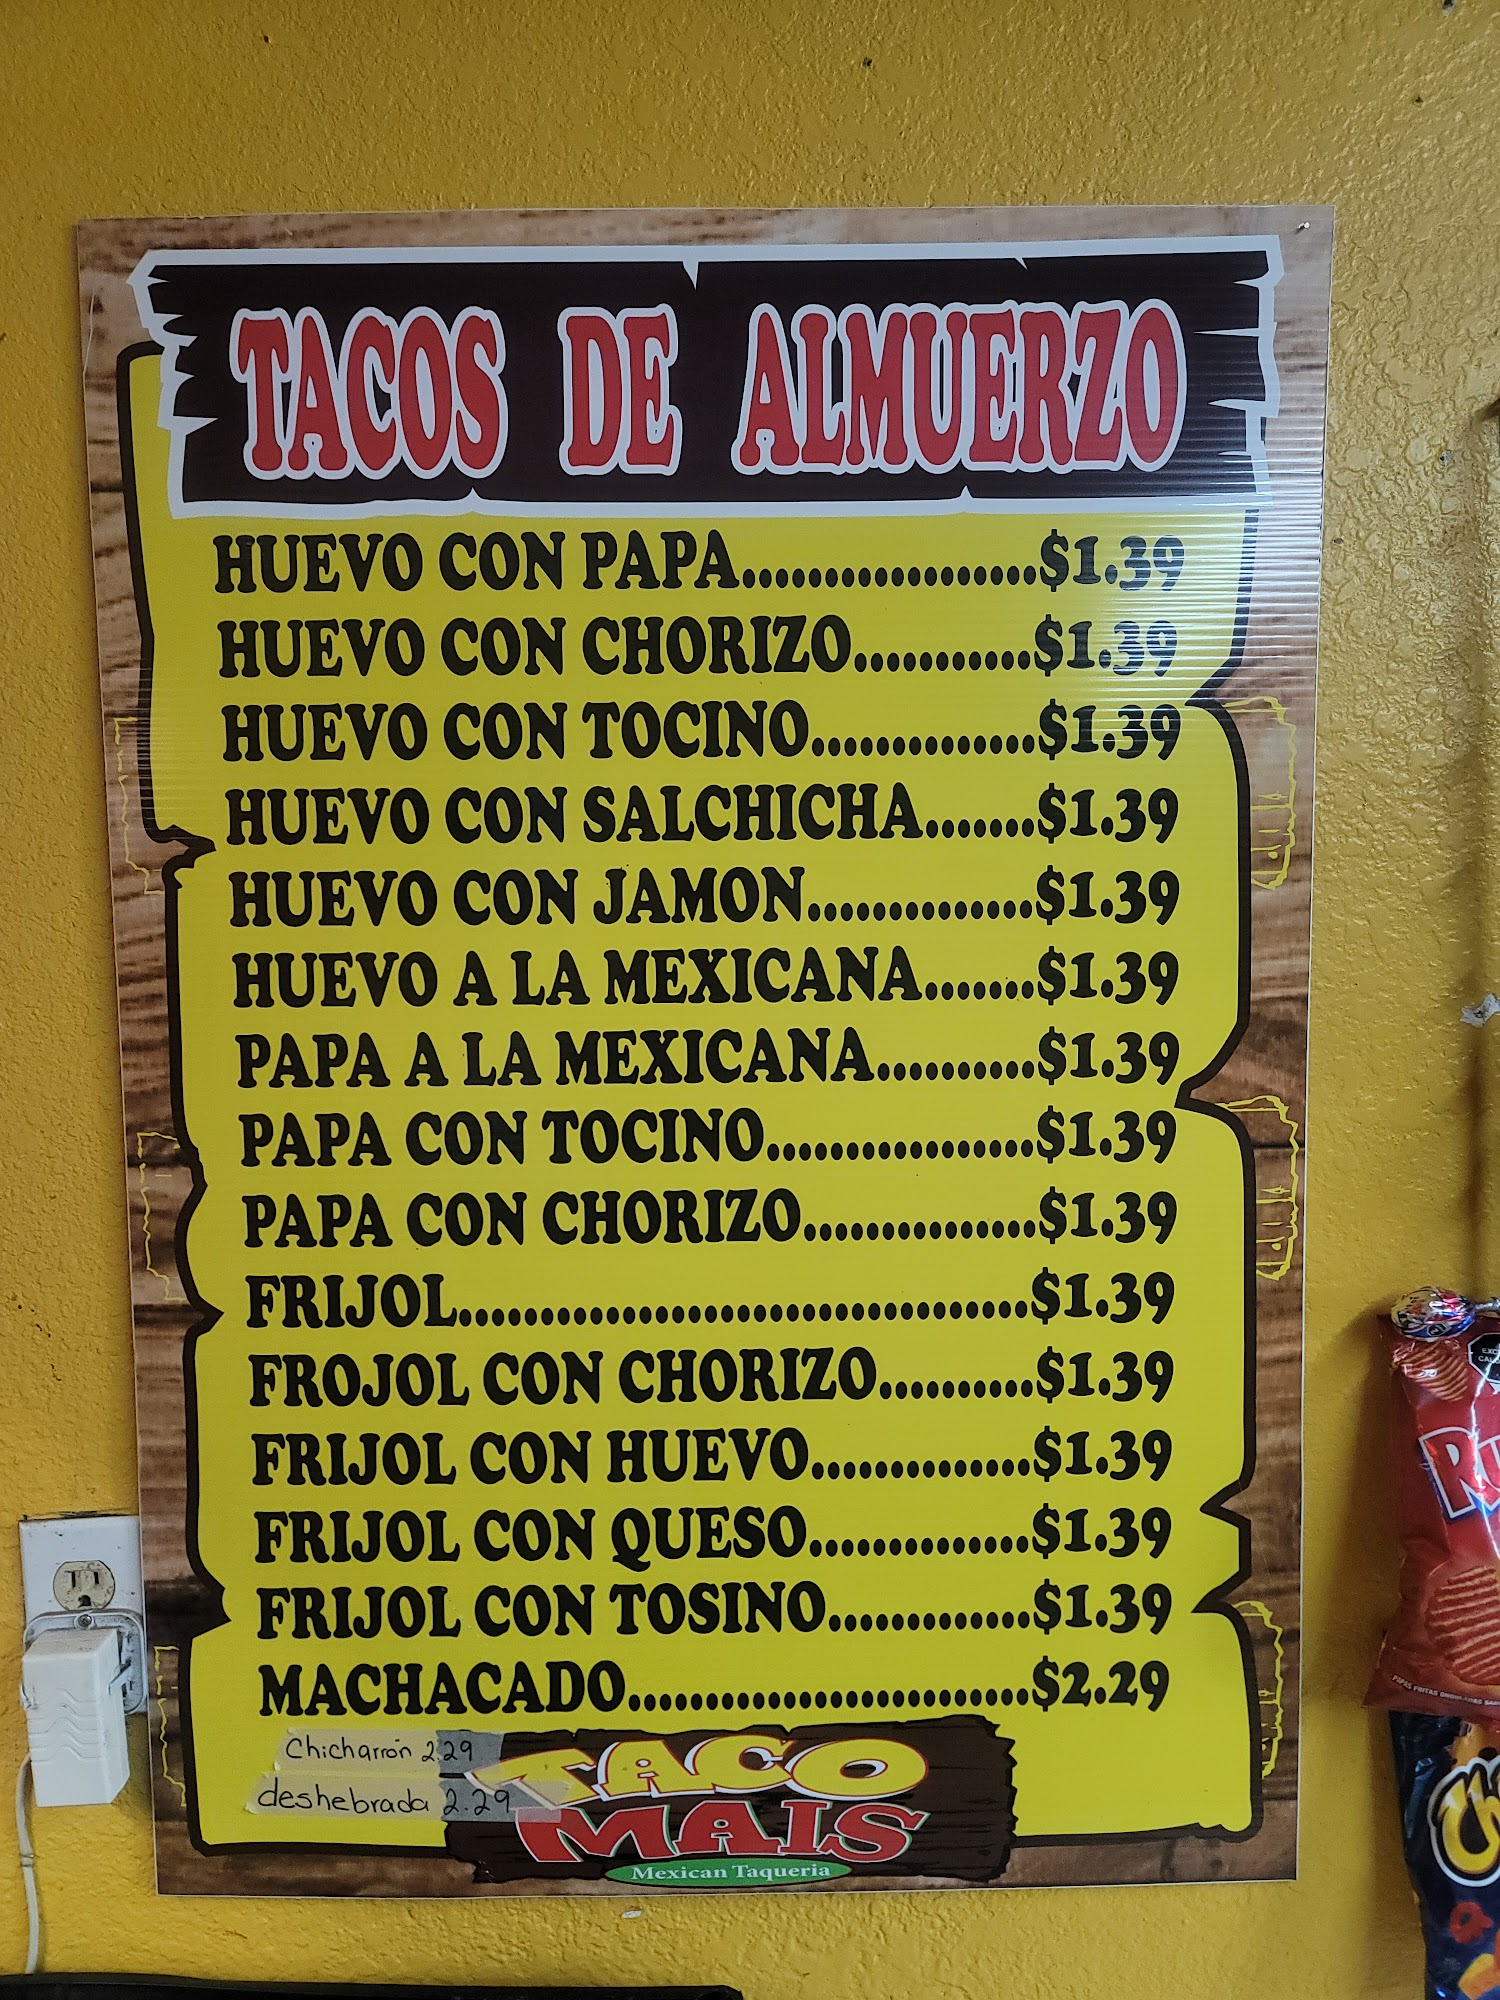 TACOS DE ALMUERZO
HUEVO CON PAPA..................$1.39
HUEVO CON CHORIZO...........$1.39
HUEVO CON TOCINO..............$1.39
HUEVO CON SALCHICHA.......$1.39
HUEVO CON JAMON..............$1.39
HUEVO A LA MEXICANA.......$1.39
PAPA A LA MEXICANA..........$1.39
PAPA CON TOCINO.................$1.39
PAPA CON CHORIZO...............$1.39
FRIJOL...................................$1.39
FROJOL CON CHORIZO..........$1.39
FRIJOL CON HUEVO..............$1.39
FRIJOL CON QUESO..............$1.39
FRIJOL CON TOSINO.............$1.39
MACHACADO.........................$2.29
Chicharrón 2.29
deshebrada 2.29
TACO
MAIS
Mexican Taqueria